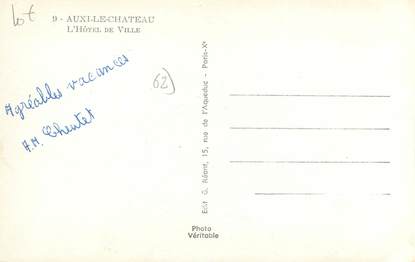 lot
9 - AUXI-LE-CHATEAU
L'HÔTEL DE VILLE
Agréables vacances
62)
Edit G. Réant, 15, rue de l'Aqueduc - Paris-Xᵉ
Photo
Véritable